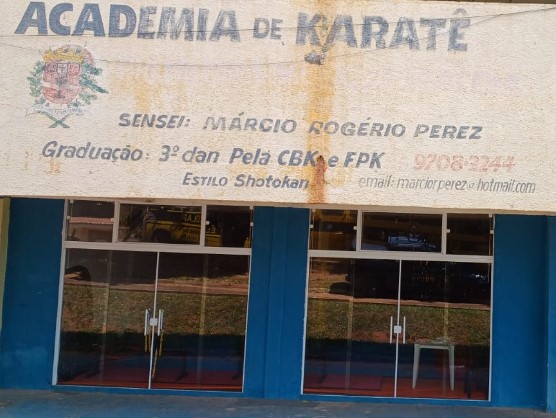 ACADEMIA DE KARATÊ
SENSEI: MÁRCIO ROGÉRIO PEREZ
Graduação: 3º dan Pela CBK e FPK 9708-3244
ESTILO SHOTOKAN email: marciorperez@hotmail.com